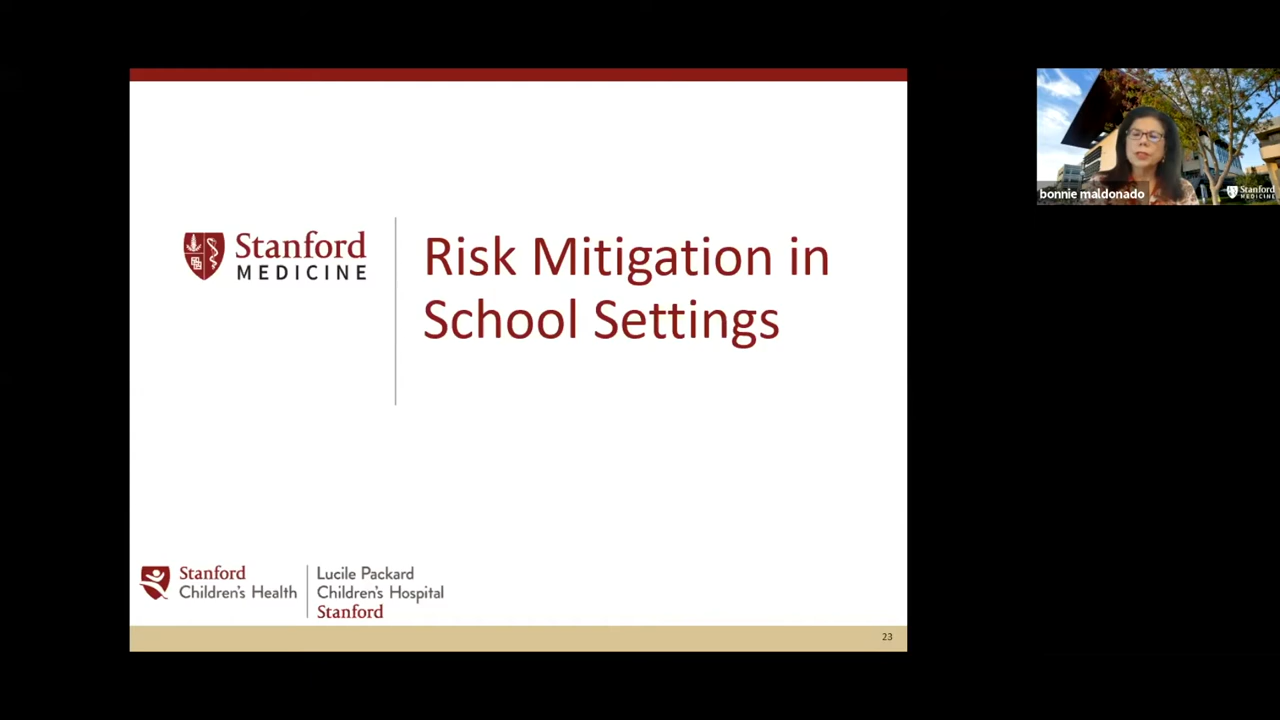 Stanford
MEDICINE
Risk Mitigation in
School Settings
Stanford
Children's Health
Lucile Packard
Children's Hospital
Stanford
23
bonnie maldonado
Stanford
MEDICINE